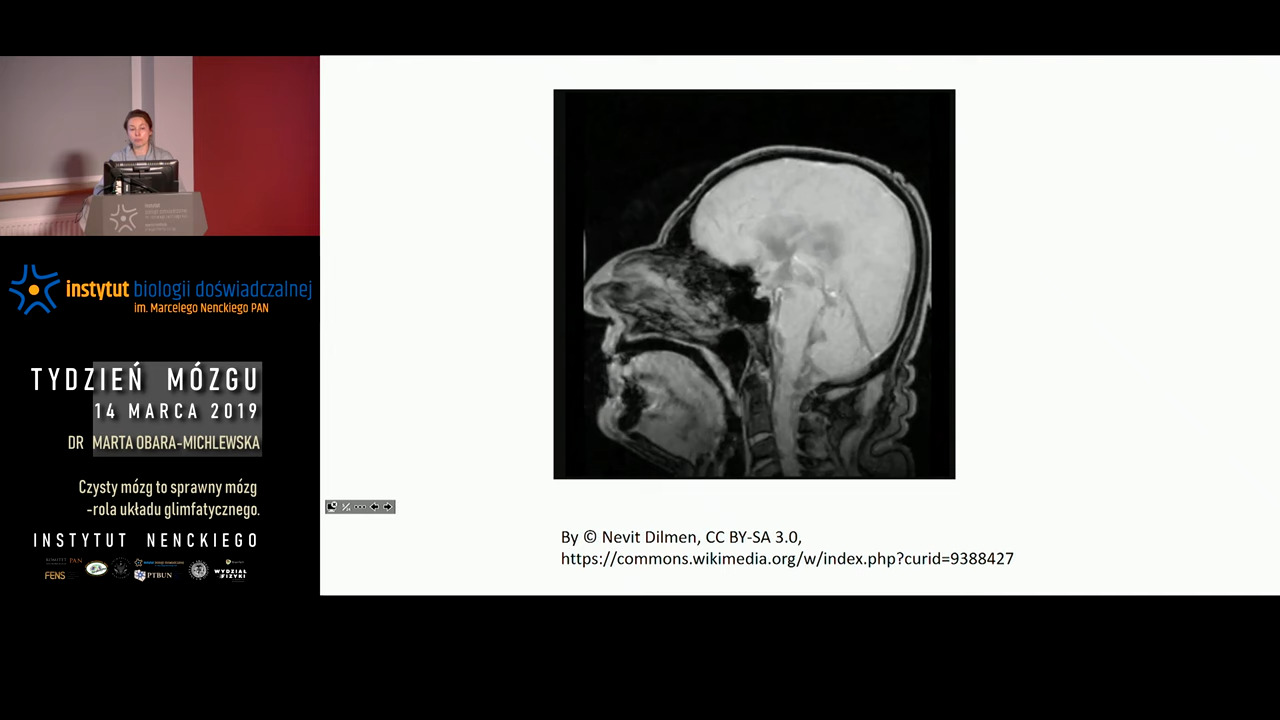 instytut biologii doświadczalnej
im. Marcelego Nenckiego PAN
TYDZIEŃ MÓZGU
14 MARCA 2019
DR MARTA OBARA-MICHLEWSKA
Czysty mózg to sprawny mózg
-rola układu glimfatycznego.
INSTYTUT NENCKIEGO
FENS
PTBUN
WYDZIAŁ
FIZYKI
By © Nevit Dilmen, CC BY-SA 3.0,
https://commons.wikimedia.org/w/index.php?curid=9388427